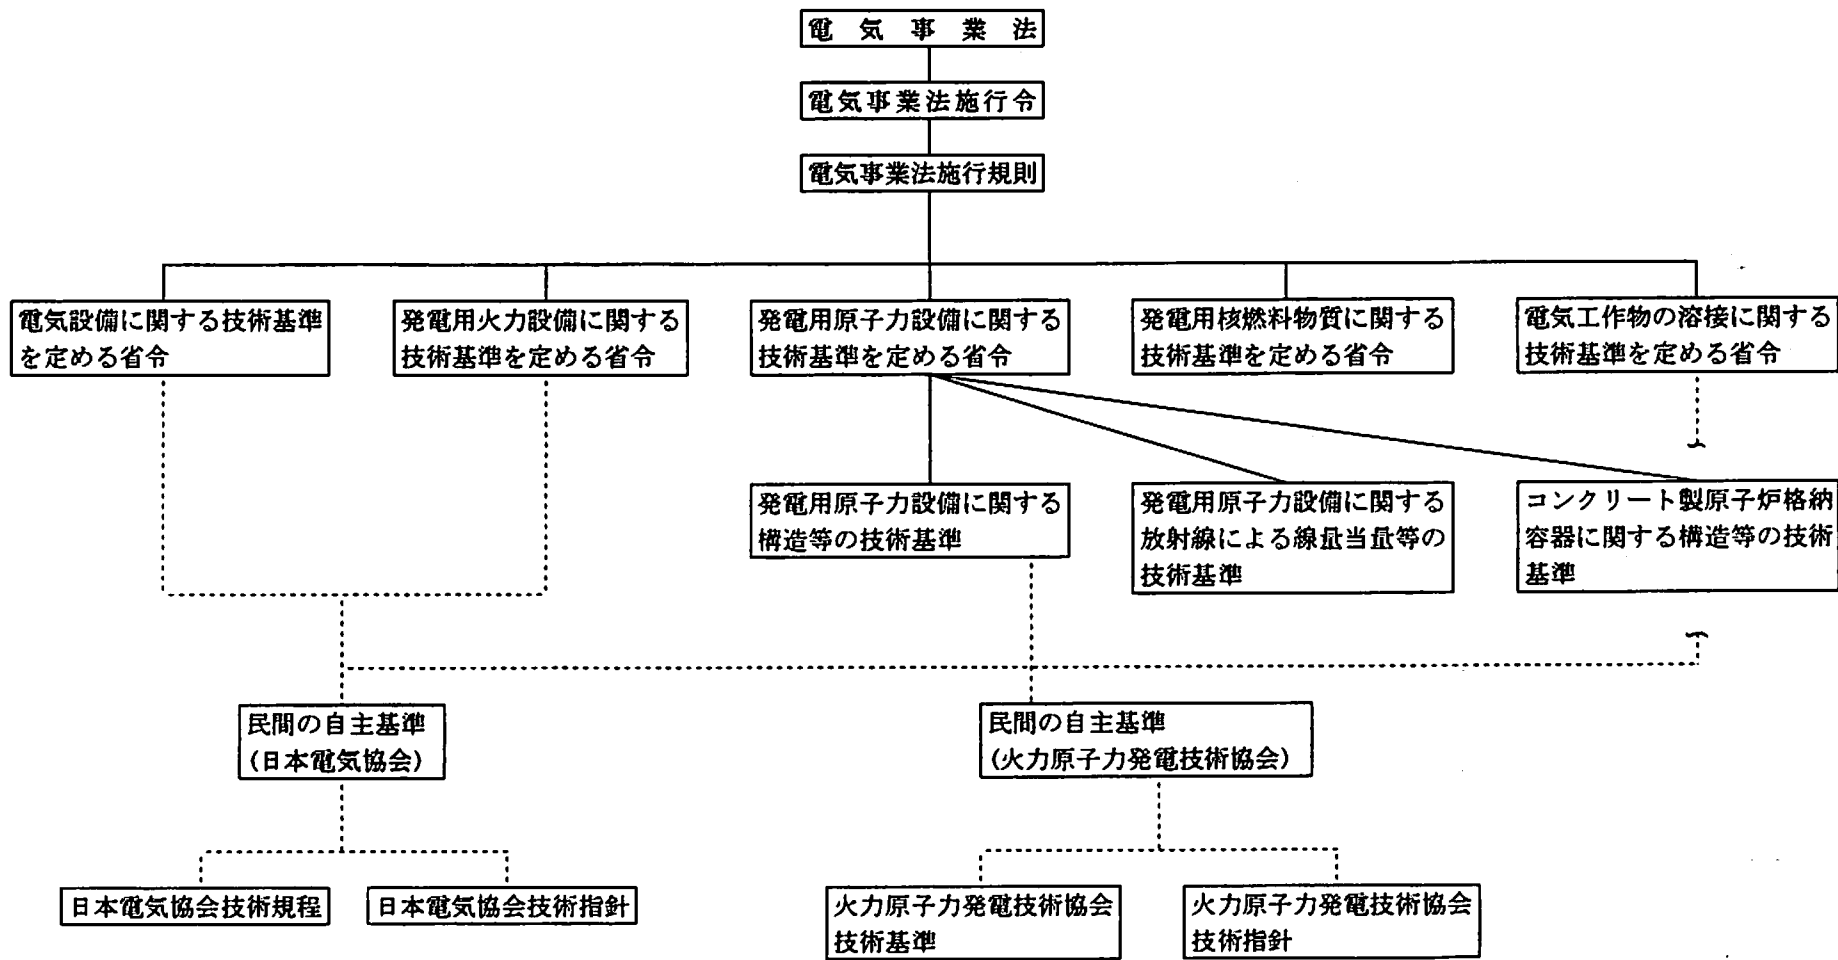 電気事業法
電気事業法施行令
電気事業法施行規則
電気設備に関する技術基準
を定める省令
発電用火力設備に関する
技術基準を定める省令
発電用原子力設備に関する
技術基準を定める省令
発電用核燃料物質に関する
技術基準を定める省令
電気工作物の溶接に関する
技術基準を定める省令
発電用原子力設備に関する
構造等の技術基準
発電用原子力設備に関する
放射線による線量当量等の
技術基準
コンクリート製原子炉格納
容器に関する構造等の技術
基準
民間の自主基準
(日本電気協会)
民間の自主基準
(火力原子力発電技術協会)
日本電気協会技術規程
日本電気協会技術指針
火力原子力発電技術協会
技術基準
火力原子力発電技術協会
技術指針